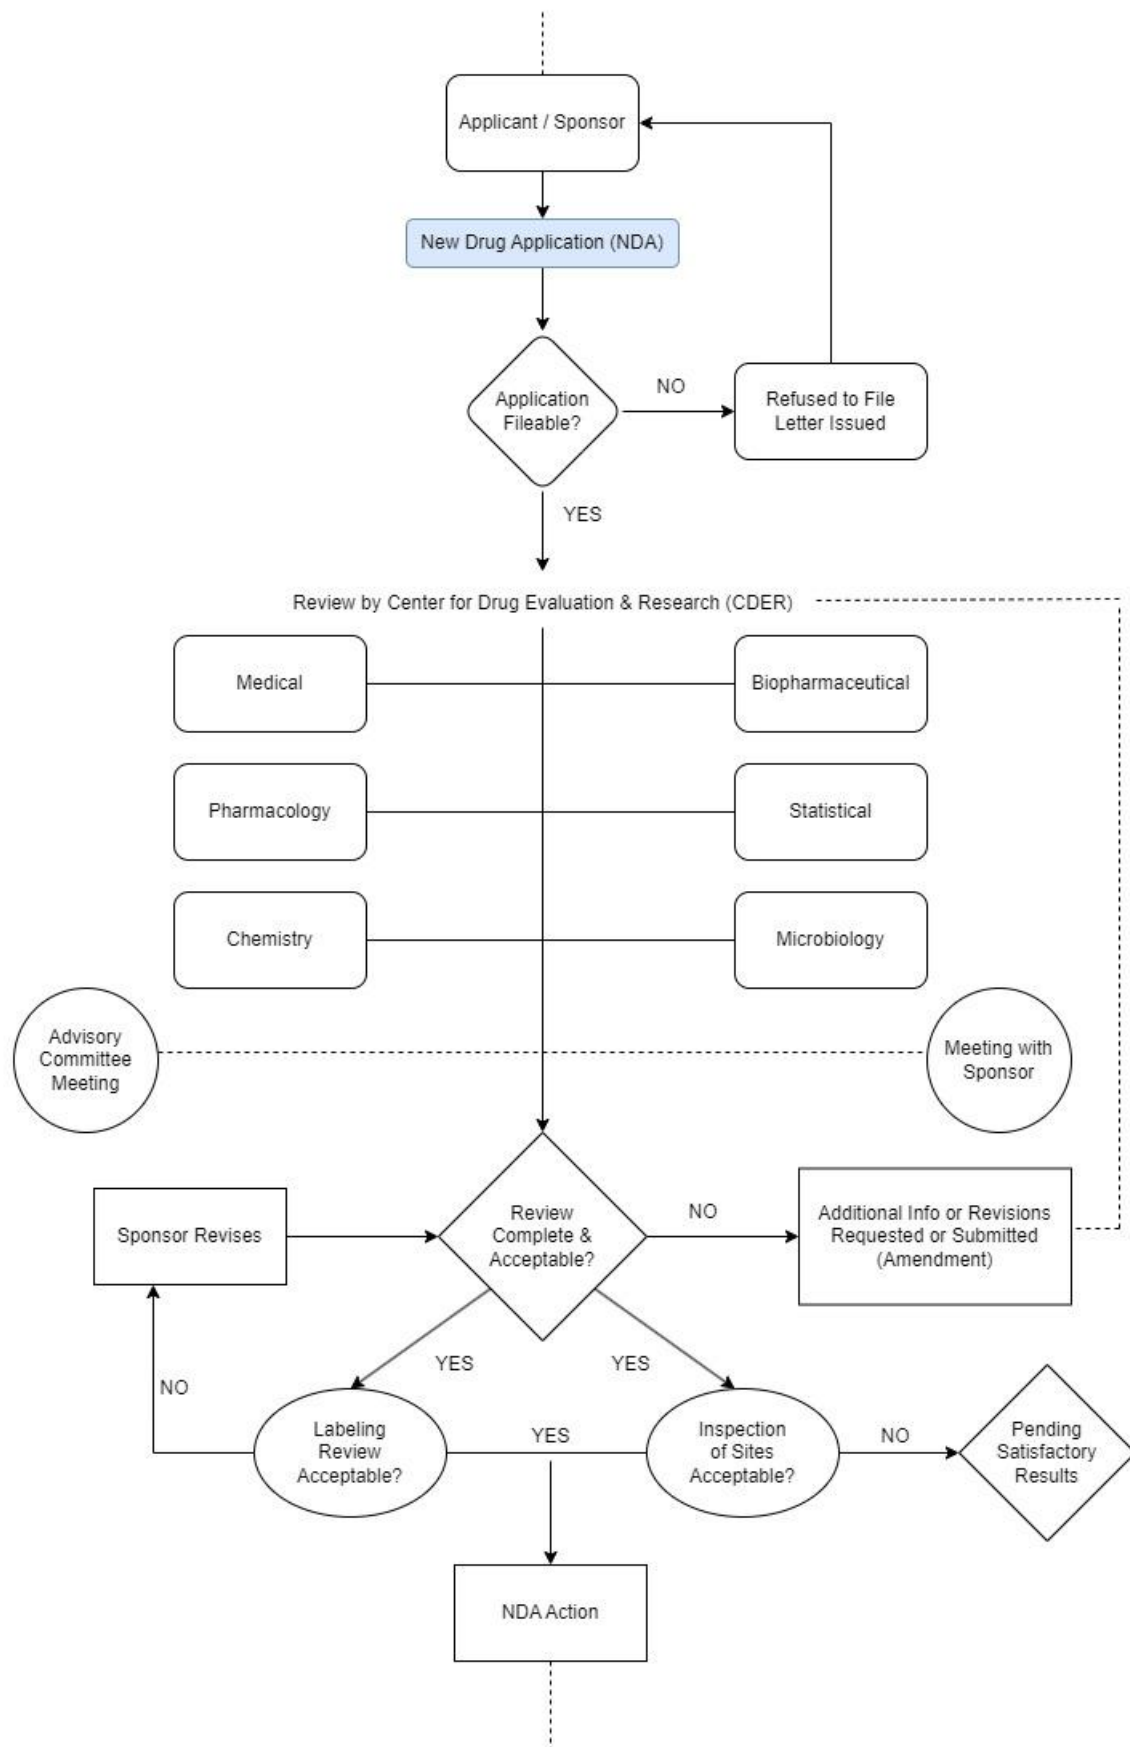 Applicant / Sponsor
New Drug Application (NDA)
Application
Fileable?
NO
Refused to File
Letter Issued
YES
Review by Center for Drug Evaluation & Research (CDER)
Medical
Biopharmaceutical
Pharmacology
Statistical
Chemistry
Microbiology
Advisory
Committee
Meeting
Meeting with
Sponsor
Sponsor Revises
Review
Complete &
Acceptable?
NO
Additional Info or Revisions
Requested or Submitted
(Amendment)
YES
YES
NO
Labeling
Review
Acceptable?
YES
Inspection
of Sites
Acceptable?
NO
Pending
Satisfactory
Results
NDA Action